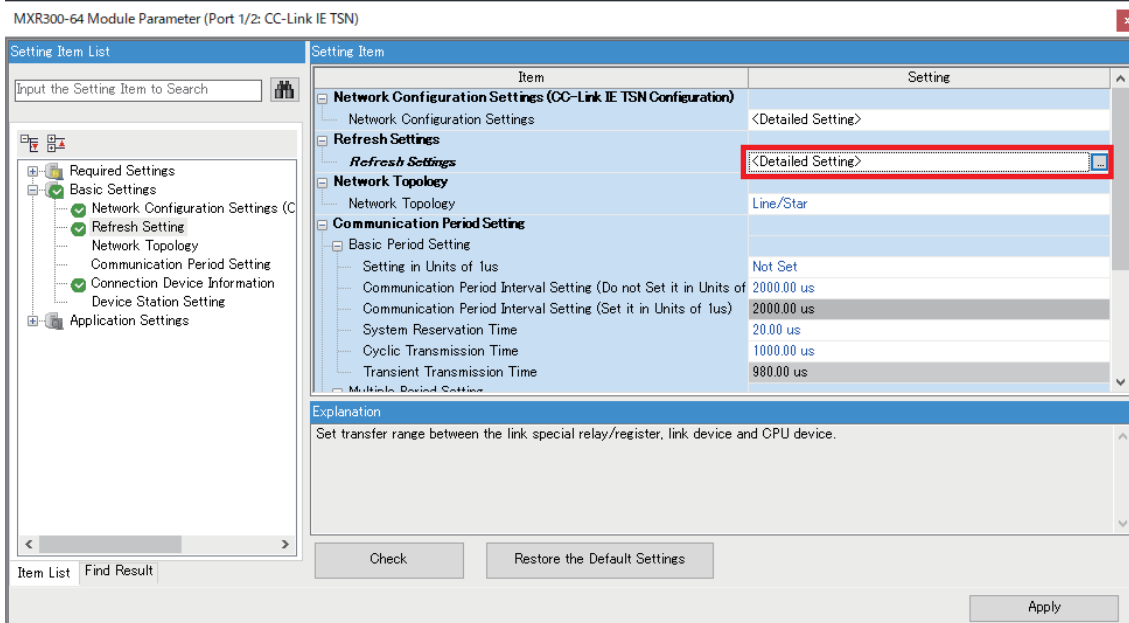 MXR300-64 Module Parameter (Port 1/2: CC-Link IE TSN)
Setting Item List
Input the Setting Item to Search
Required Settings
Basic Settings
Network Configuration Settings (C
Refresh Setting
Network Topology
Communication Period Setting
Connection Device Information
Device Station Setting
Application Settings
Item List Find Result
Setting Item
Item Setting
Network Configuration Settings (CC-Link IE TSN Configuration)
Network Configuration Settings <Detailed Setting>
Refresh Settings
Refresh Settings <Detailed Setting> ...
Network Topology
Network Topology Line/Star
Communication Period Setting
Basic Period Setting
Setting in Units of 1us Not Set
Communication Period Interval Setting (Do not Set it in Units of 2000.00 us
Communication Period Interval Setting (Set it in Units of 1us) 2000.00 us
System Reservation Time 20.00 us
Cyclic Transmission Time 1000.00 us
Transient Transmission Time 980.00 us
Multiple Period Setting
Explanation
Set transfer range between the link special relay/register, link device and CPU device.
Check Restore the Default Settings
Apply